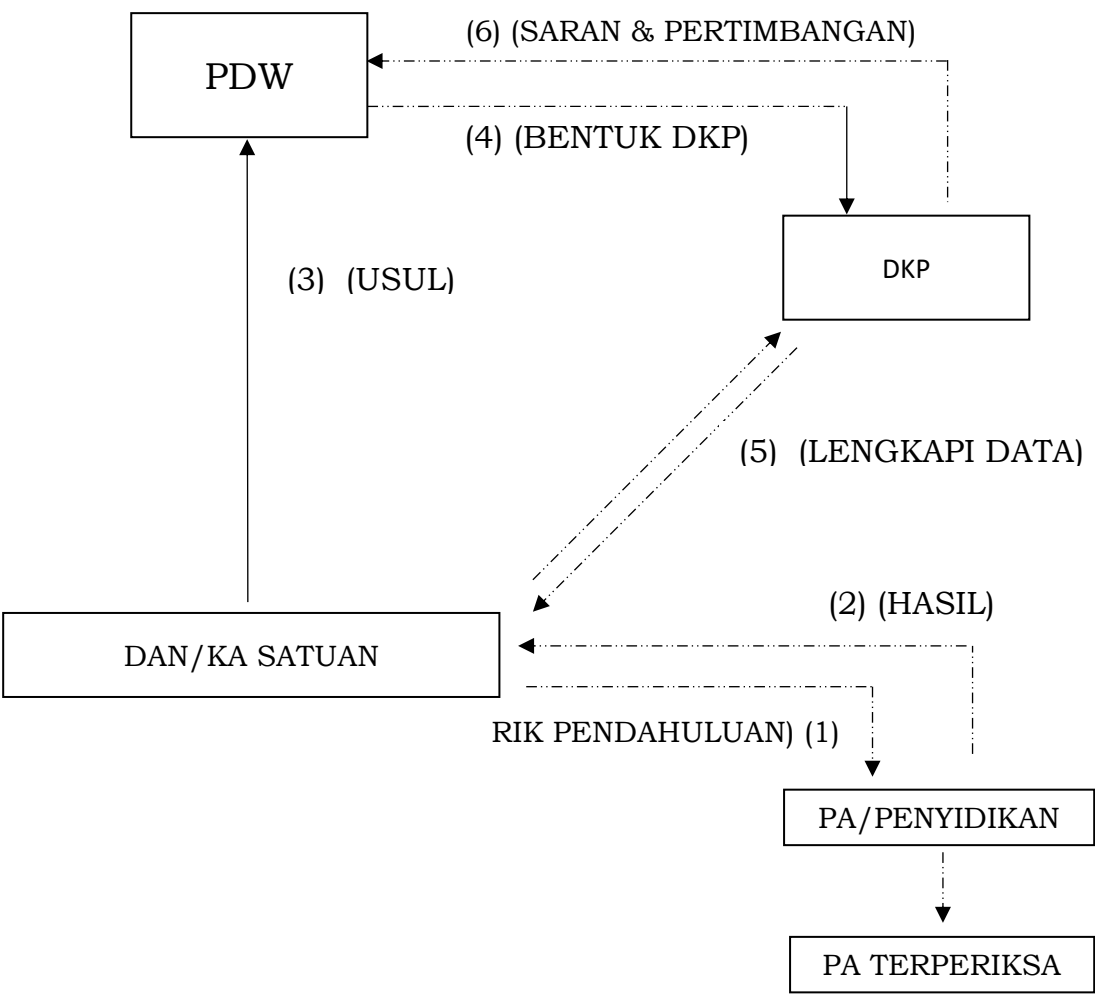 (6) (SARAN & PERTIMBANGAN)
PDW
(4) (BENTUK DKP)
DKP
(3) (USUL)
(5) (LENGKAPI DATA)
(2) (HASIL)
DAN/KA SATUAN
RIK PENDAHULUAN) (1)
PA/PENYIDIKAN
PA TERPERIKSA